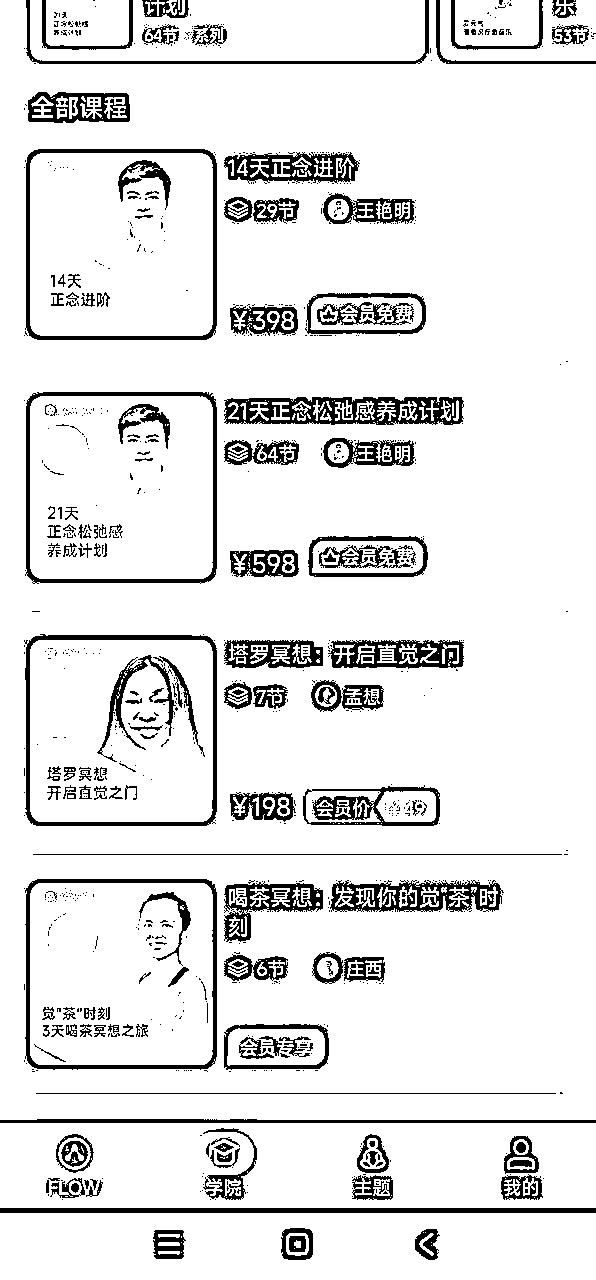 21天
正念松弛感
养成计划
计划
64节 系列
乐
53节
全部课程
14天
正念进阶
14天正念进阶
29节 王艳明
¥398 会员免费
21天
正念松弛感
养成计划
21天正念松弛感养成计划
64节 王艳明
¥598 会员免费
塔罗冥想
开启直觉之门
塔罗冥想：开启直觉之门
7节 孟想
¥198 会员价 ¥49
觉“茶”时刻
3天喝茶冥想之旅
喝茶冥想：发现你的觉“茶”时
刻
6节 庄西
会员专享
FLOW 学院 主题 我的